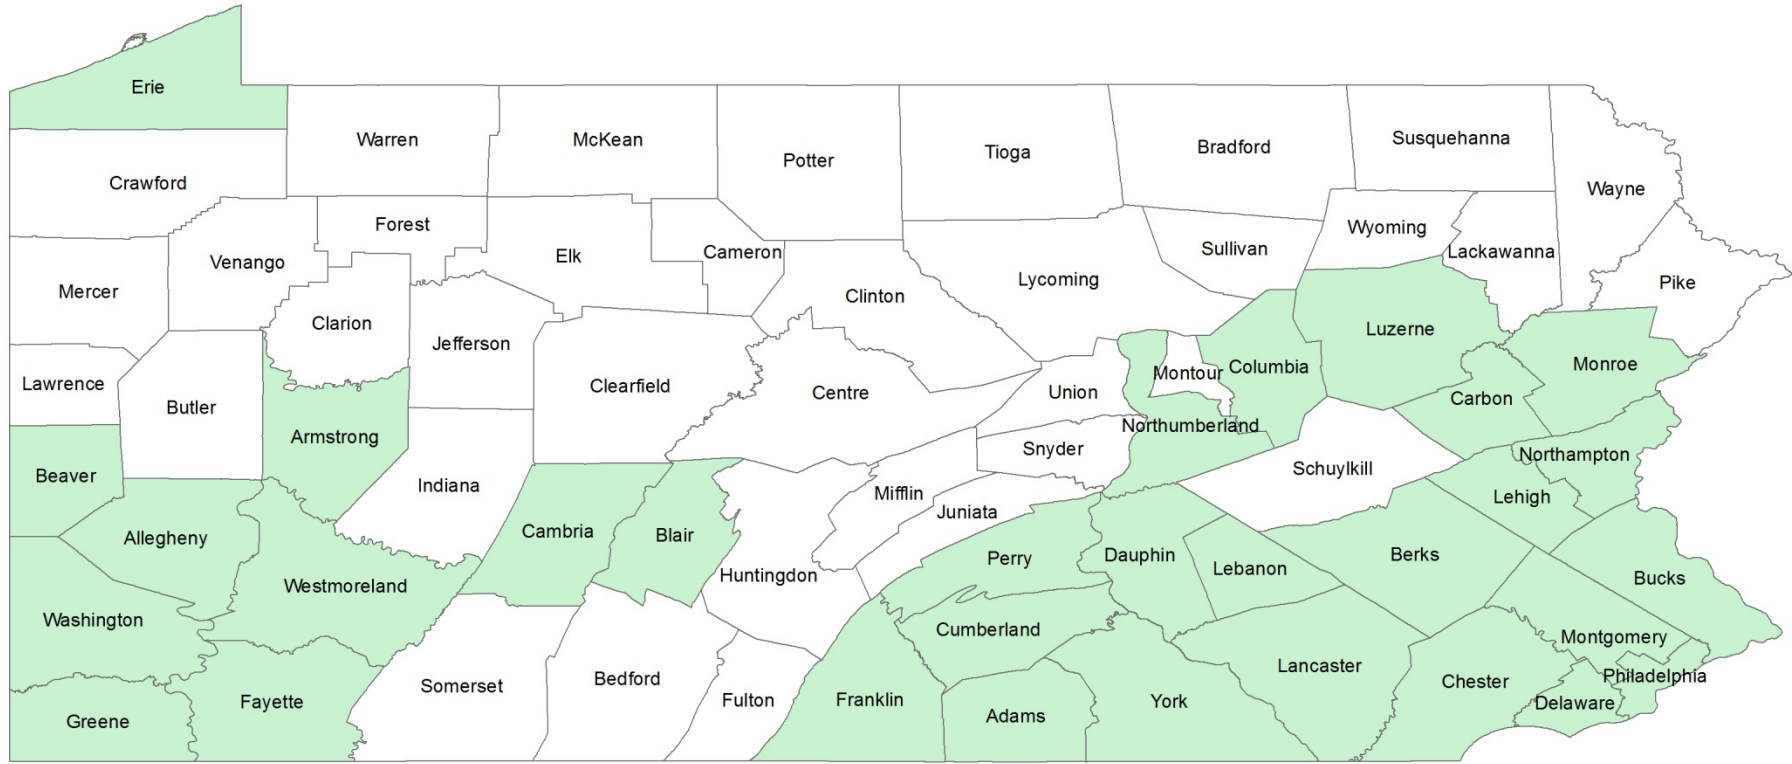 Erie
Warren
McKean
Potter
Tioga
Bradford
Susquehanna
Wayne
Crawford
Forest
Venango
Elk
Cameron
Wyoming
Sullivan
Lackawanna
Mercer
Clarion
Jefferson
Clinton
Lycoming
Pike
Luzerne
Lawrence
Butler
Clearfield
Centre
Union
Montour
Columbia
Monroe
Carbon
Armstrong
Northumberland
Snyder
Northampton
Schuylkill
Beaver
Indiana
Mifflin
Lehigh
Juniata
Allegheny
Cambria
Blair
Perry
Dauphin
Lebanon
Berks
Bucks
Westmoreland
Huntingdon
Washington
Cumberland
Montgomery
Lancaster
Philadelphia
Somerset
Bedford
Chester
Fulton
Franklin
York
Delaware
Greene
Fayette
Adams